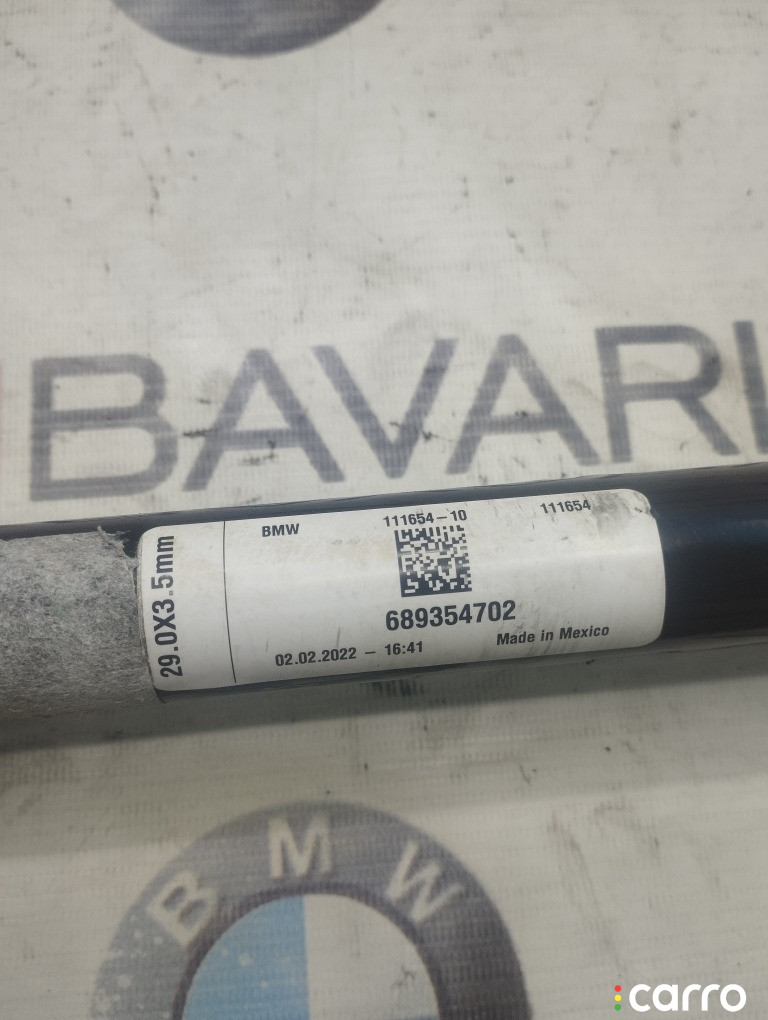 BAVARI
29.0X3.5mm
BMW 111654-10 111654
689354702
02.02.2022 - 16:41 Made in Mexico
BMW
carro